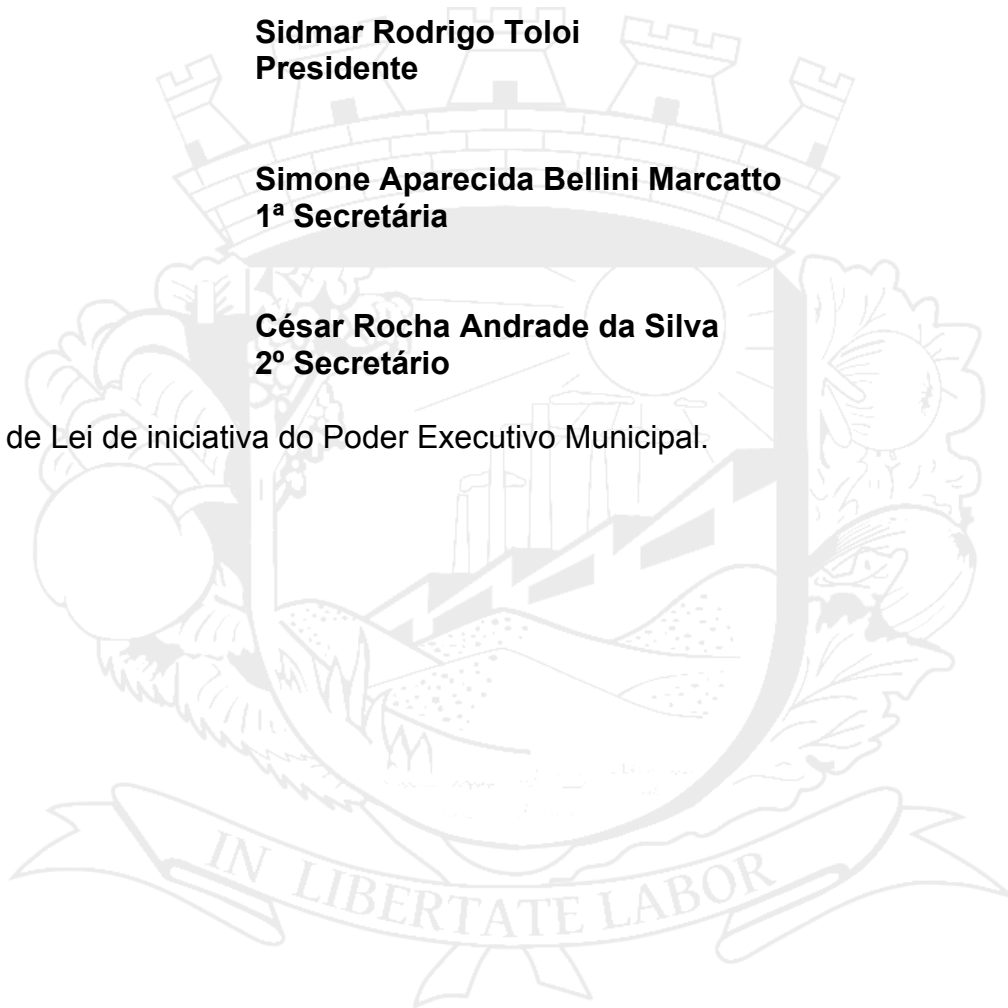 Sidmar Rodrigo Toloi
Presidente
Simone Aparecida Bellini Marcatto
1ª Secretária
César Rocha Andrade da Silva
2º Secretário
de Lei de iniciativa do Poder Executivo Municipal.
IN LIBERTATE LABOR